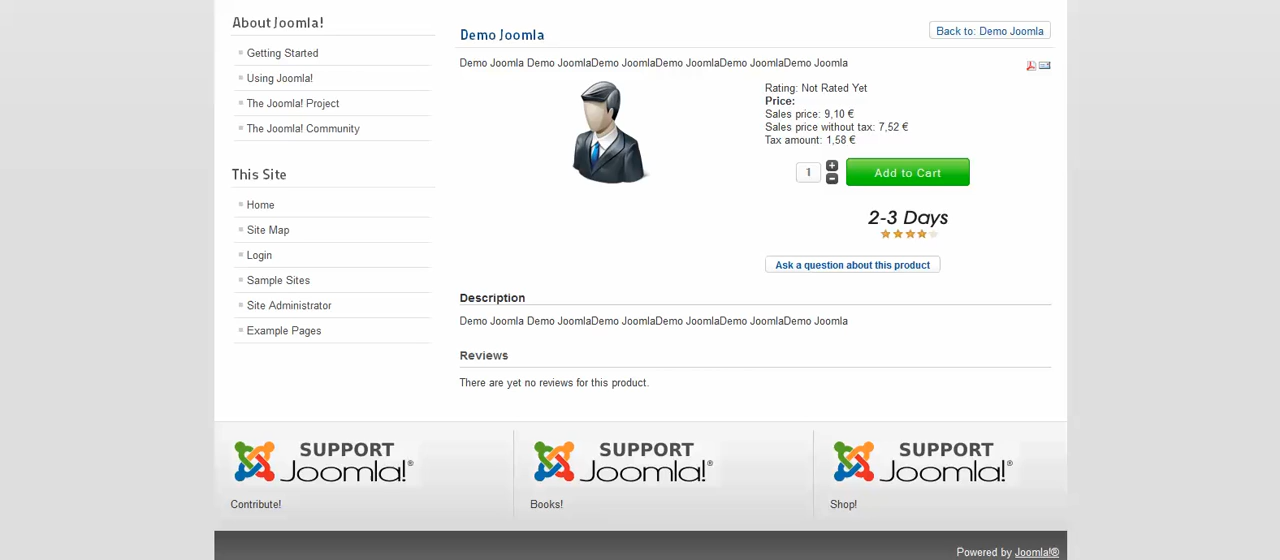 About Joomla!
Getting Started
Using Joomla!
The Joomla! Project
The Joomla! Community
This Site
Home
Site Map
Login
Sample Sites
Site Administrator
Example Pages
Demo Joomla
Back to: Demo Joomla
Demo Joomla Demo JoomlaDemo JoomlaDemo JoomlaDemo JoomlaDemo Joomla
Rating: Not Rated Yet
Price:
Sales price: 9,10 €
Sales price without tax: 7,52 €
Tax amount: 1,58 €
1
Add to Cart
2-3 Days
Ask a question about this product
Description
Demo Joomla Demo JoomlaDemo JoomlaDemo JoomlaDemo JoomlaDemo Joomla
Reviews
There are yet no reviews for this product.
SUPPORT
Joomla!®
Contribute!
SUPPORT
Joomla!®
Books!
SUPPORT
Joomla!®
Shop!
Powered by Joomla!®